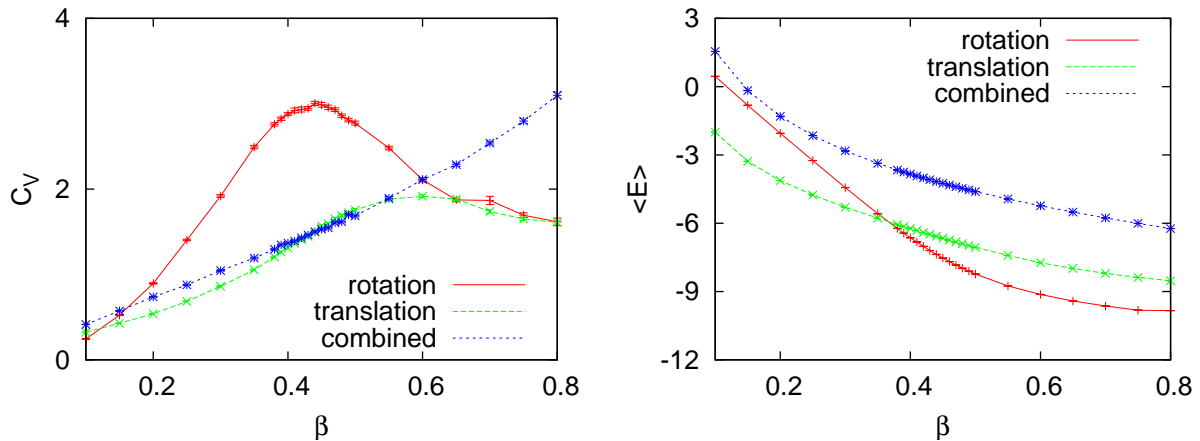 4
2
0
0.2
0.4
0.6
0.8
C_V
β
rotation
translation
combined
3
0
-3
-6
-9
-12
0.2
0.4
0.6
0.8
<E>
β
rotation
translation
combined